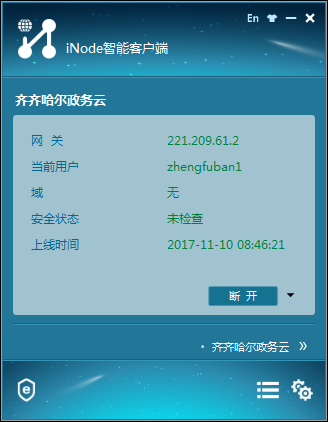 En
iNode智能客户端
齐齐哈尔政务云
网 关 221.209.61.2
当前用户 zhengfuban1
域 无
安全状态 未检查
上线时间 2017-11-10 08:46:21
断 开
· 齐齐哈尔政务云 »